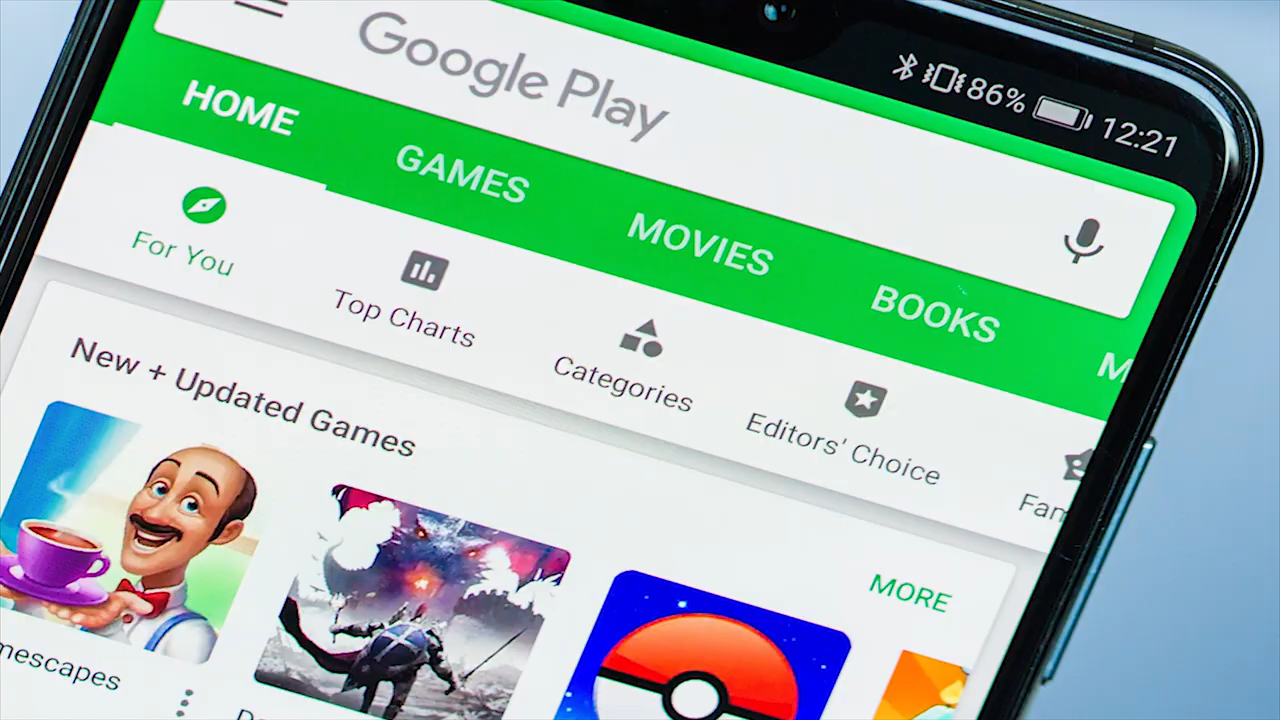 86% 12:21
Google Play
HOME GAMES MOVIES BOOKS M
For You Top Charts Categories Editors' Choice Fam
New + Updated Games
MORE
mescapes